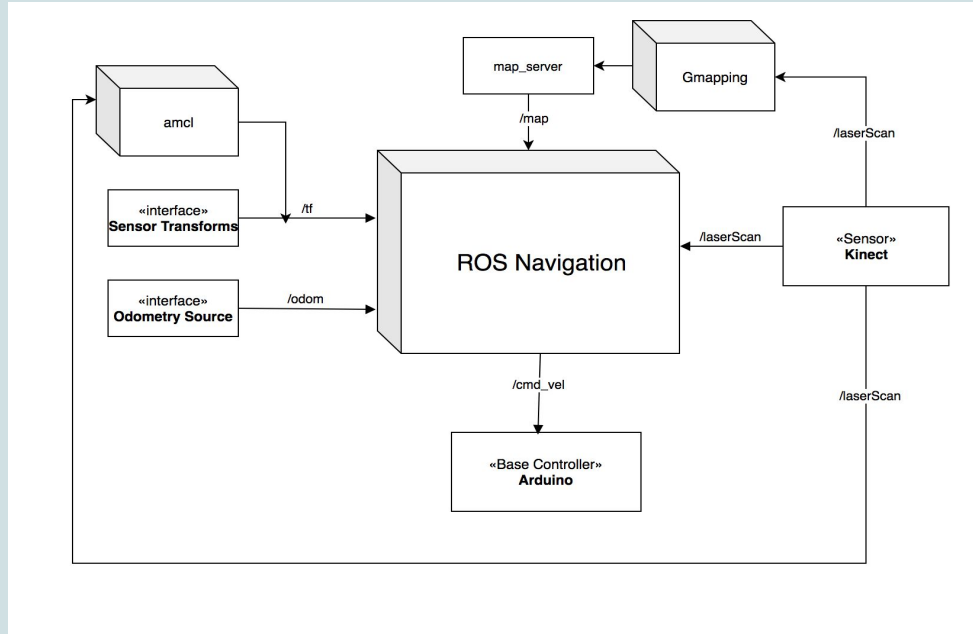 map_server
Gmapping
amcl
/map
/laserScan
«interface»
Sensor Transforms
/tf
«Sensor»
Kinect
/laserScan
ROS Navigation
«interface»
Odometry Source
/odom
/cmd_vel
/laserScan
«Base Controller»
Arduino